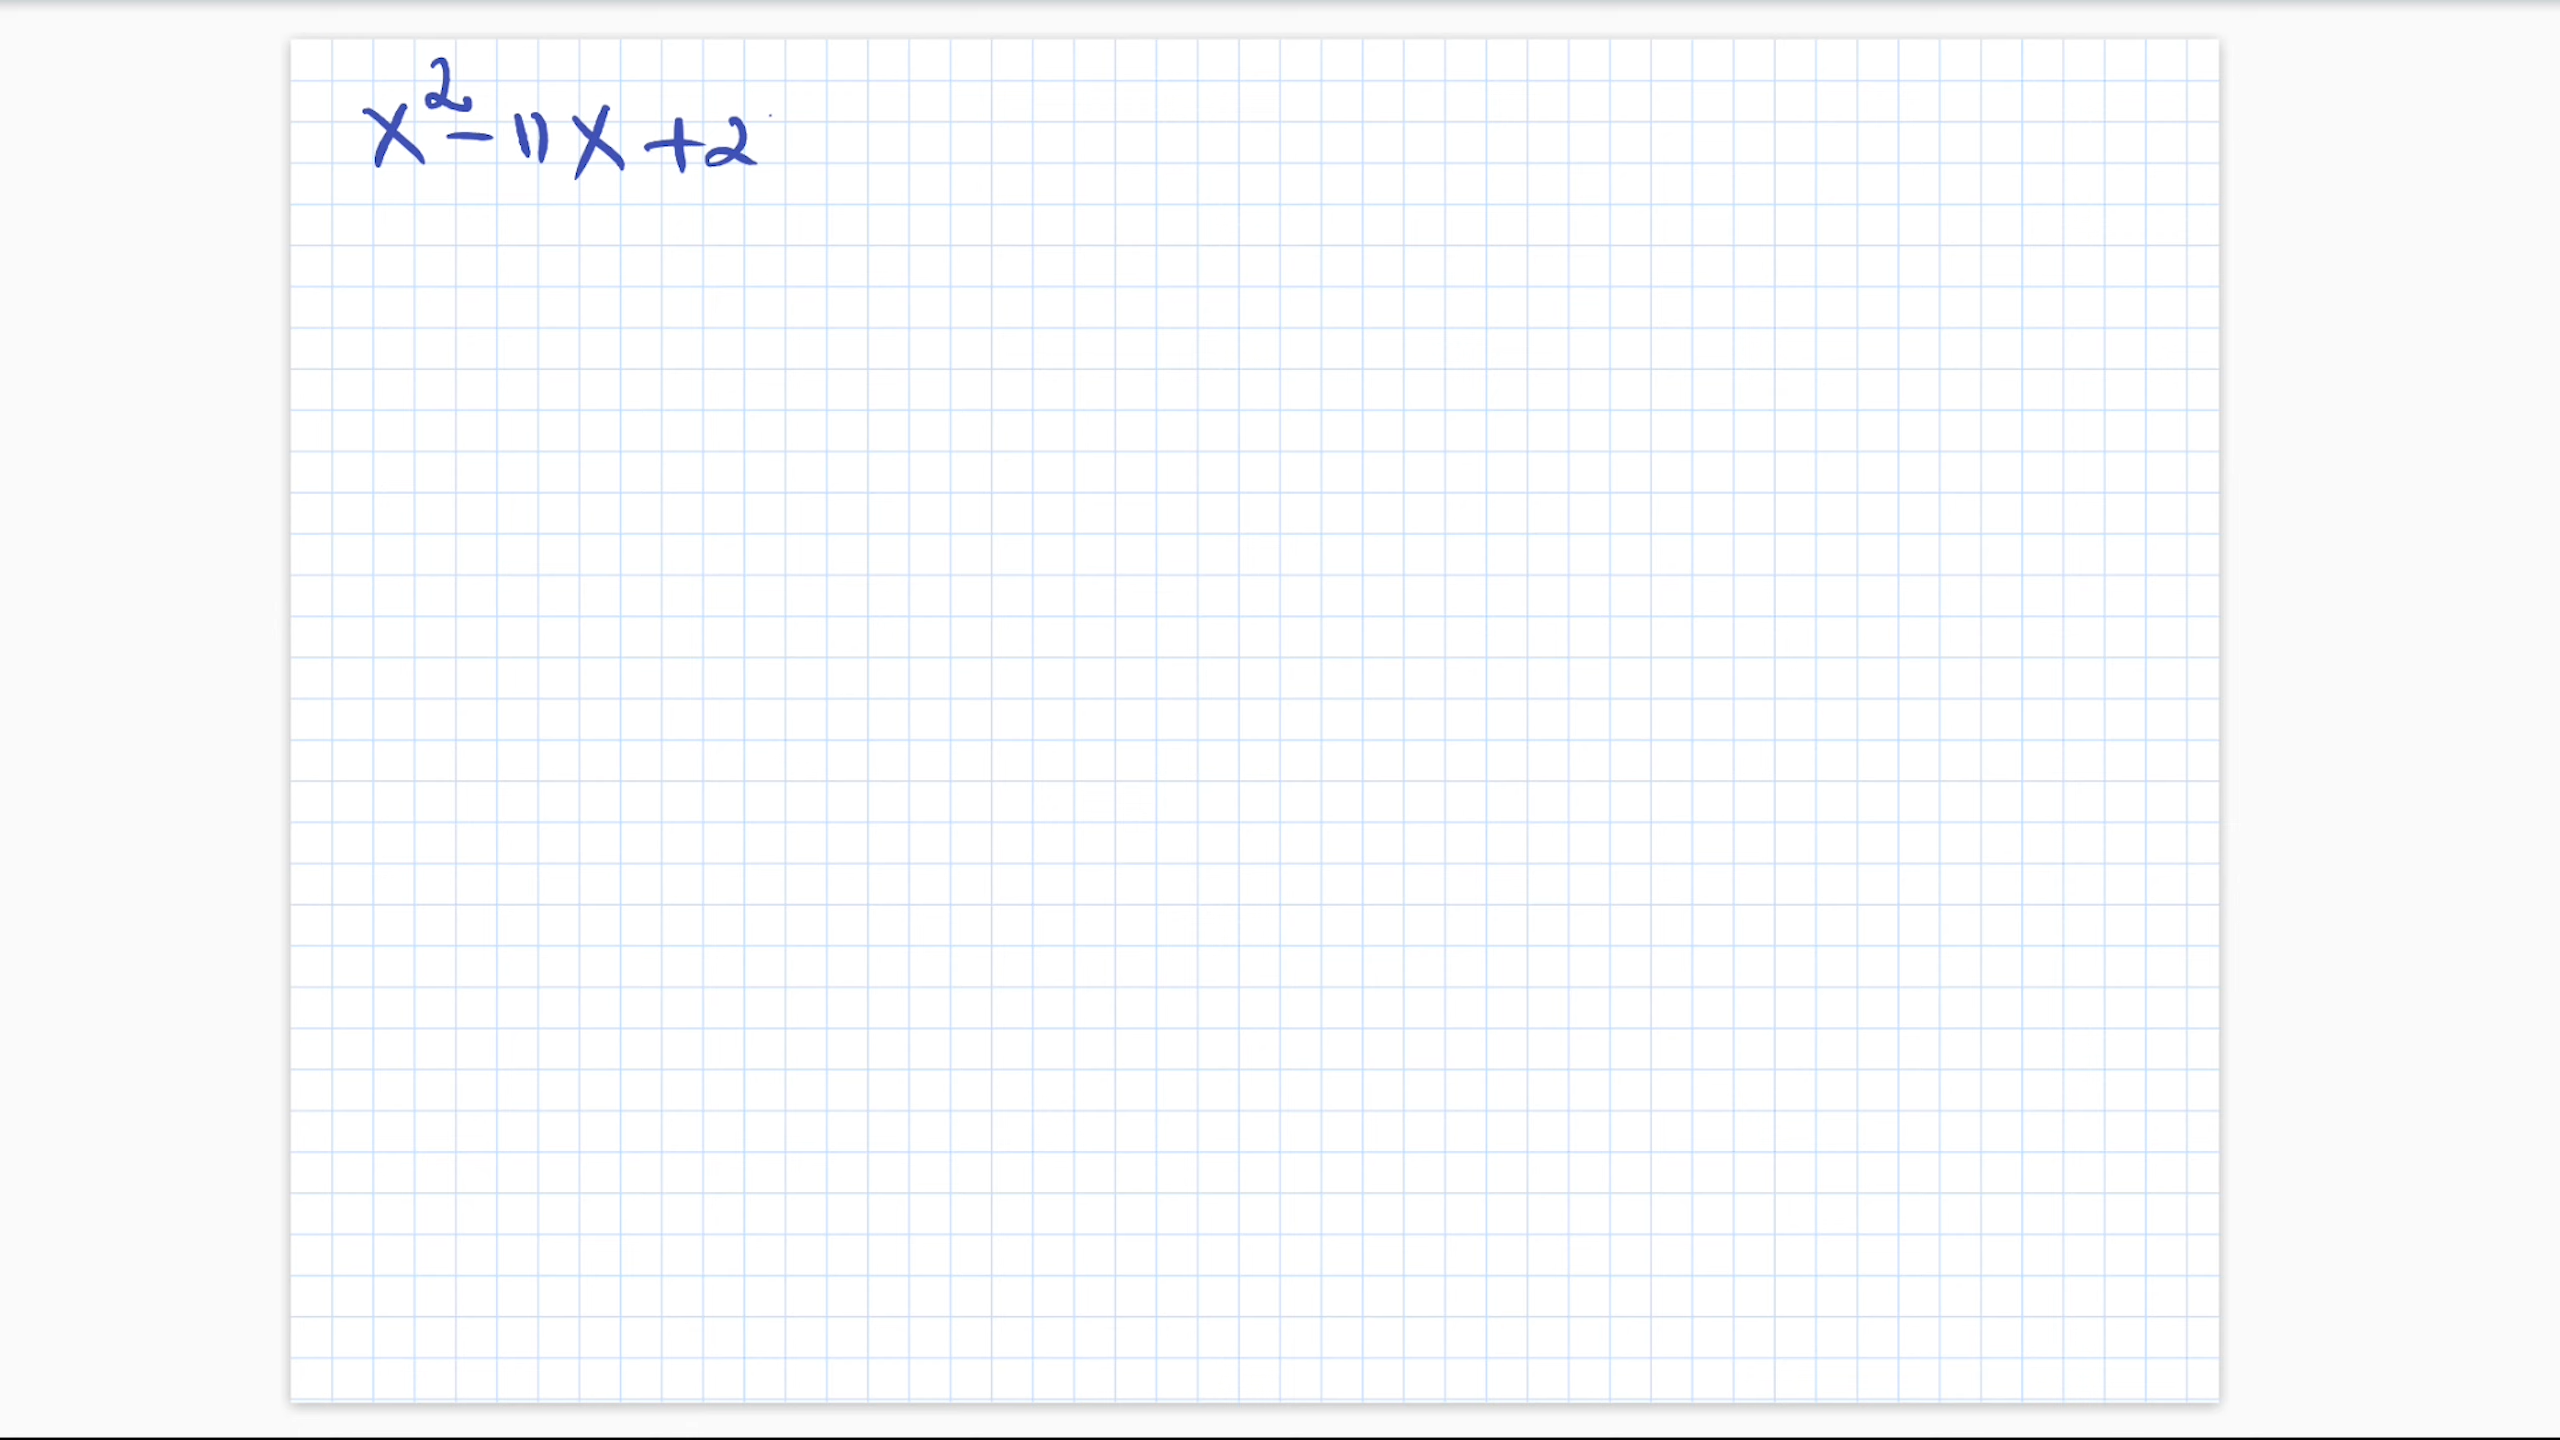 x² - 11x + 2